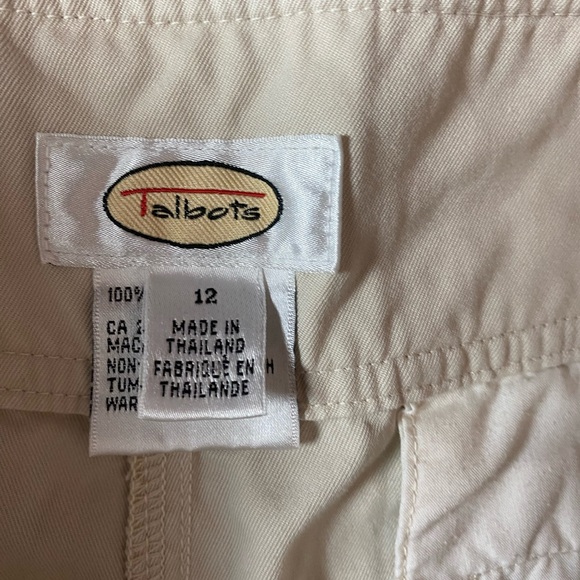 Talbots
100%
12
CA
MADE IN
THAILAND
FABRIQUÉ EN
THAILANDE
MAC
NON
TUM
WAR
H